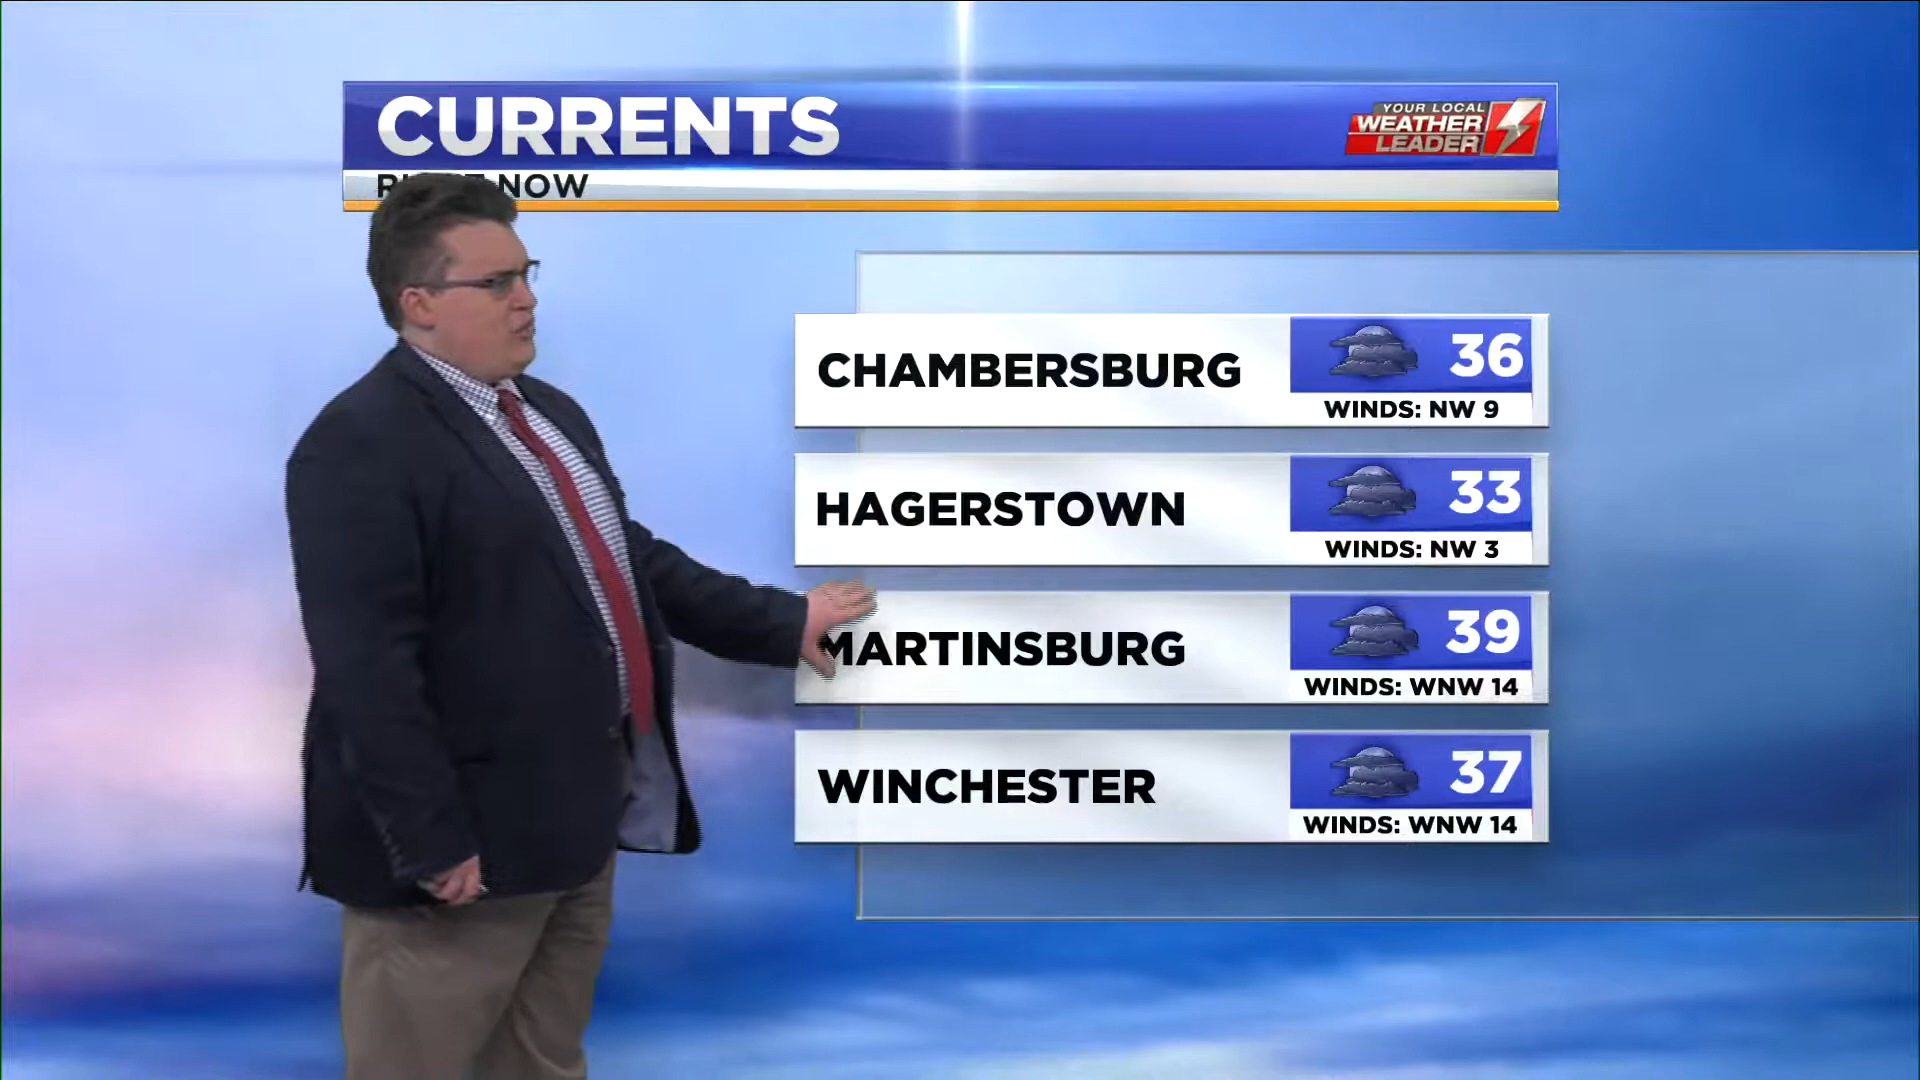 CURRENTS
YOUR LOCAL
WEATHER
LEADER
NOW
CHAMBERSBURG
36
WINDS: NW 9
HAGERSTOWN
33
WINDS: NW 3
MARTINSBURG
39
WINDS: WNW 14
WINCHESTER
37
WINDS: WNW 14